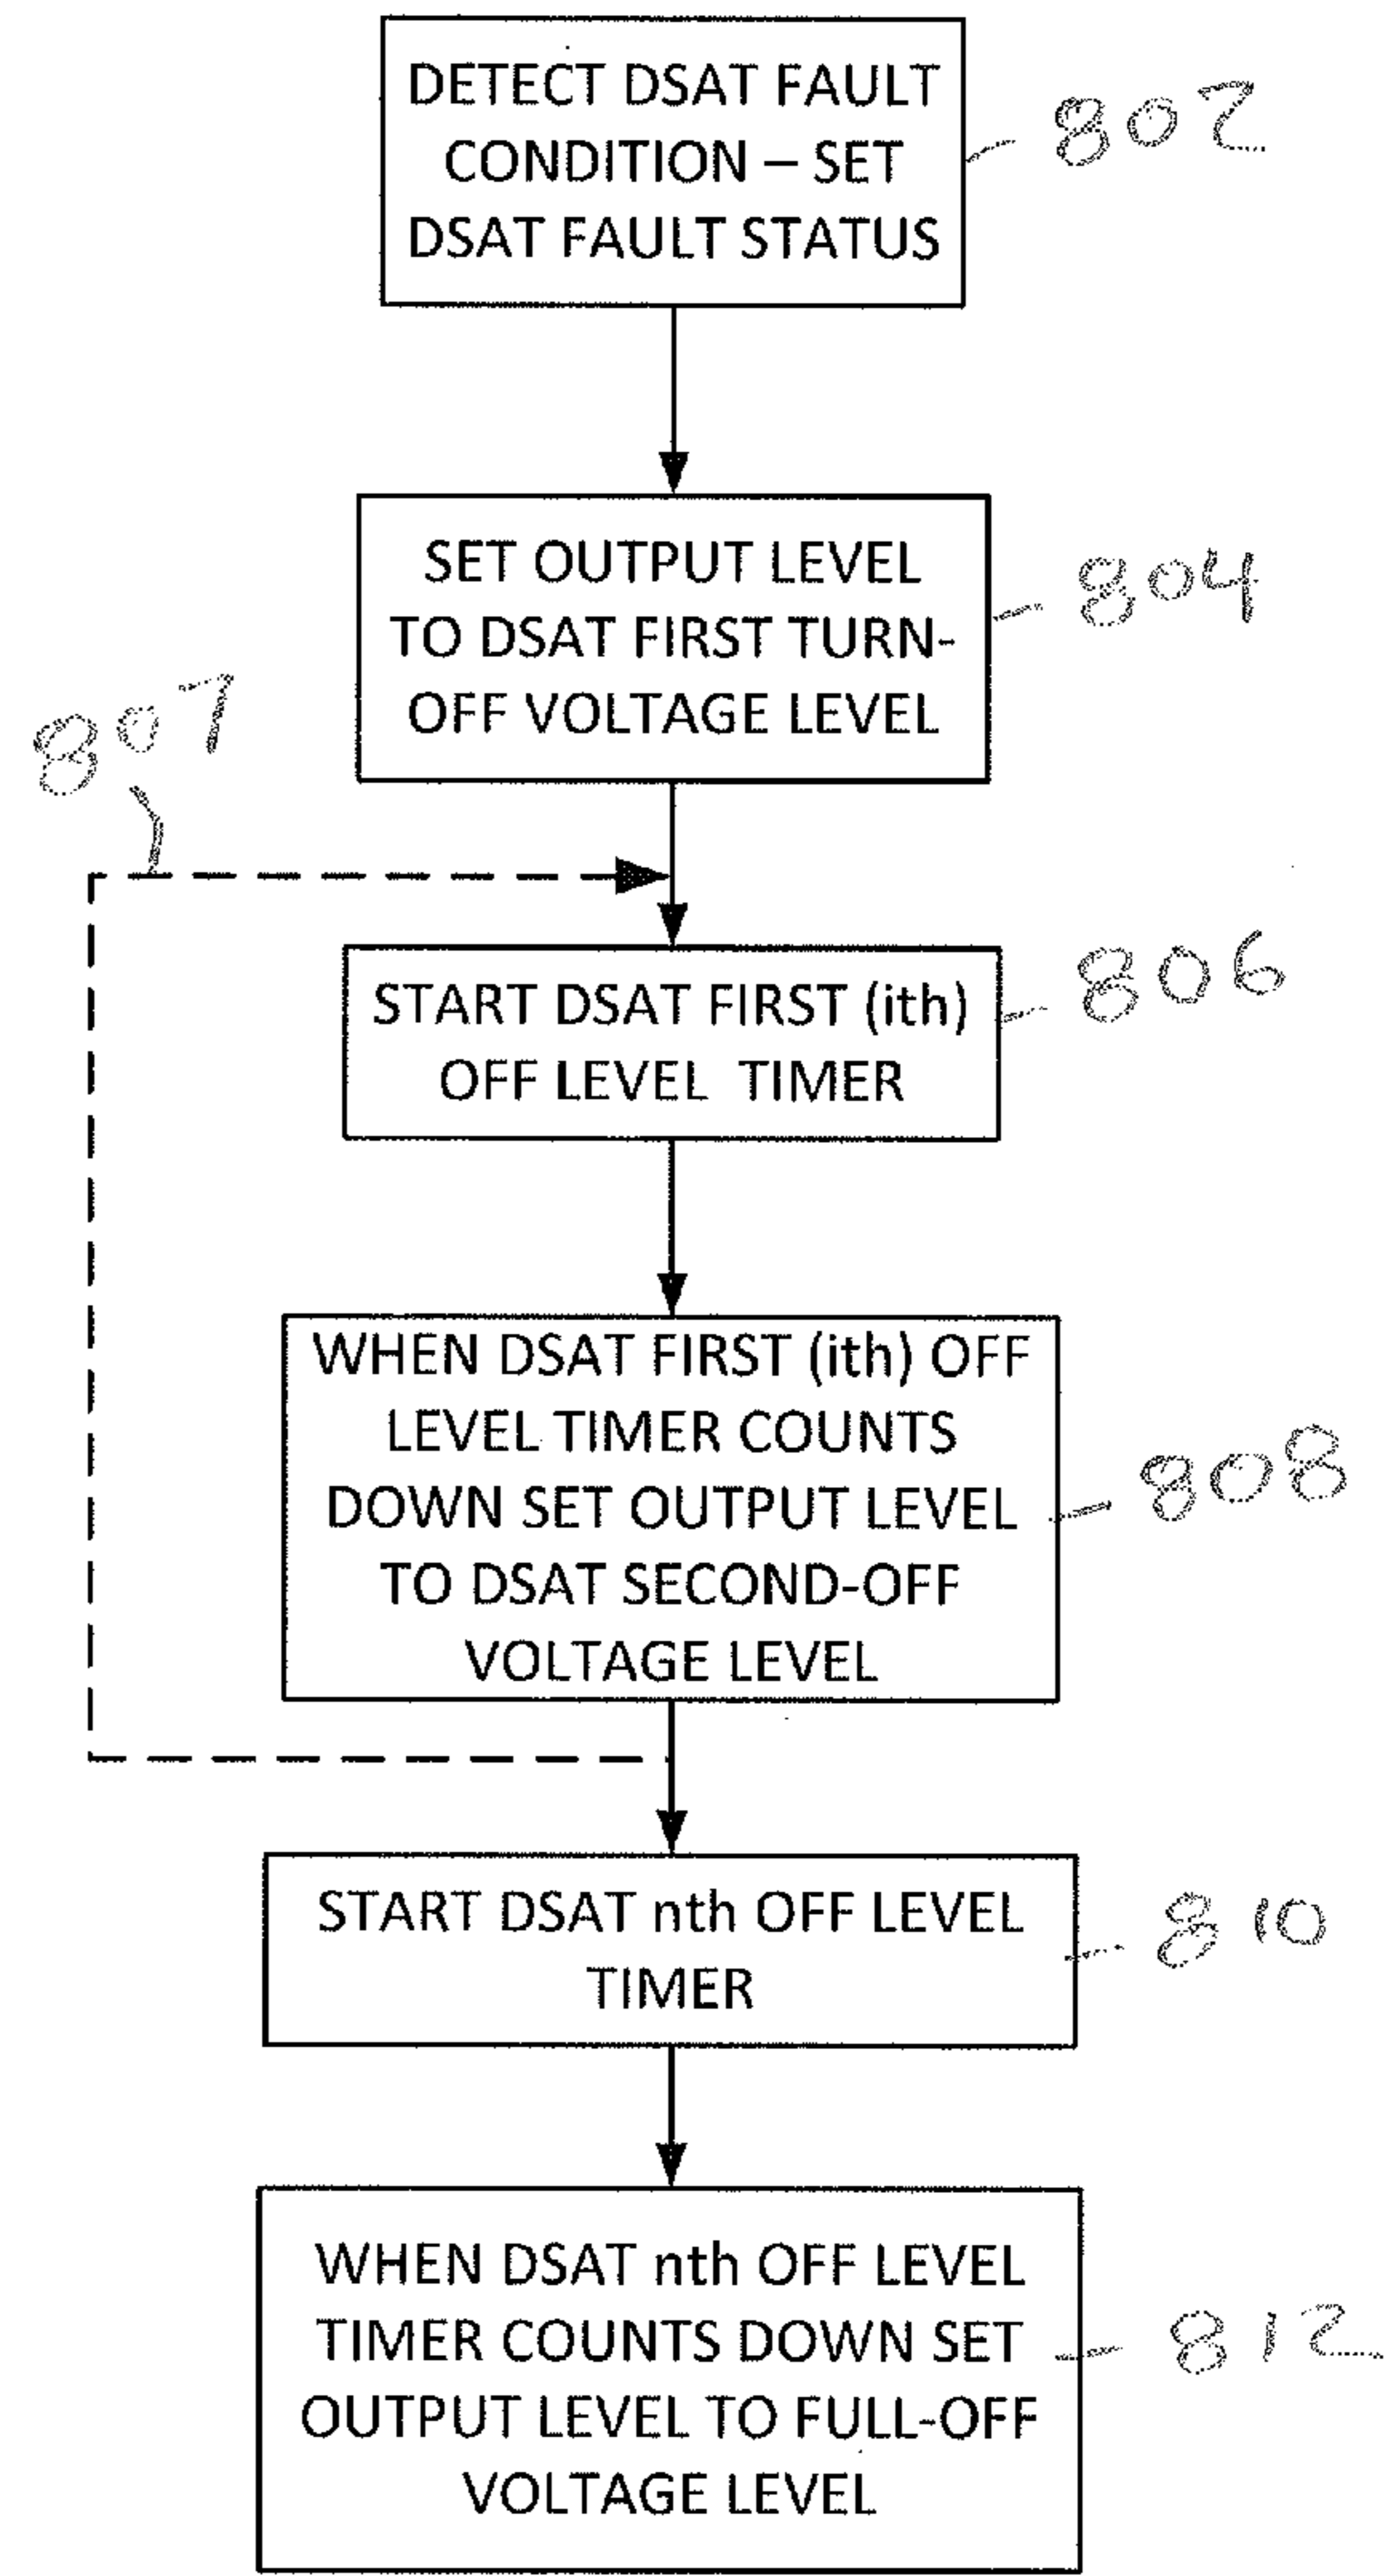 DETECT DSAT FAULT
CONDITION – SET
DSAT FAULT STATUS
802
SET OUTPUT LEVEL
TO DSAT FIRST TURN-
OFF VOLTAGE LEVEL
804
807
START DSAT FIRST (ith)
OFF LEVEL TIMER
806
WHEN DSAT FIRST (ith) OFF
LEVEL TIMER COUNTS
DOWN SET OUTPUT LEVEL
TO DSAT SECOND-OFF
VOLTAGE LEVEL
808
START DSAT nth OFF LEVEL
TIMER
810
WHEN DSAT nth OFF LEVEL
TIMER COUNTS DOWN SET
OUTPUT LEVEL TO FULL-OFF
VOLTAGE LEVEL
812